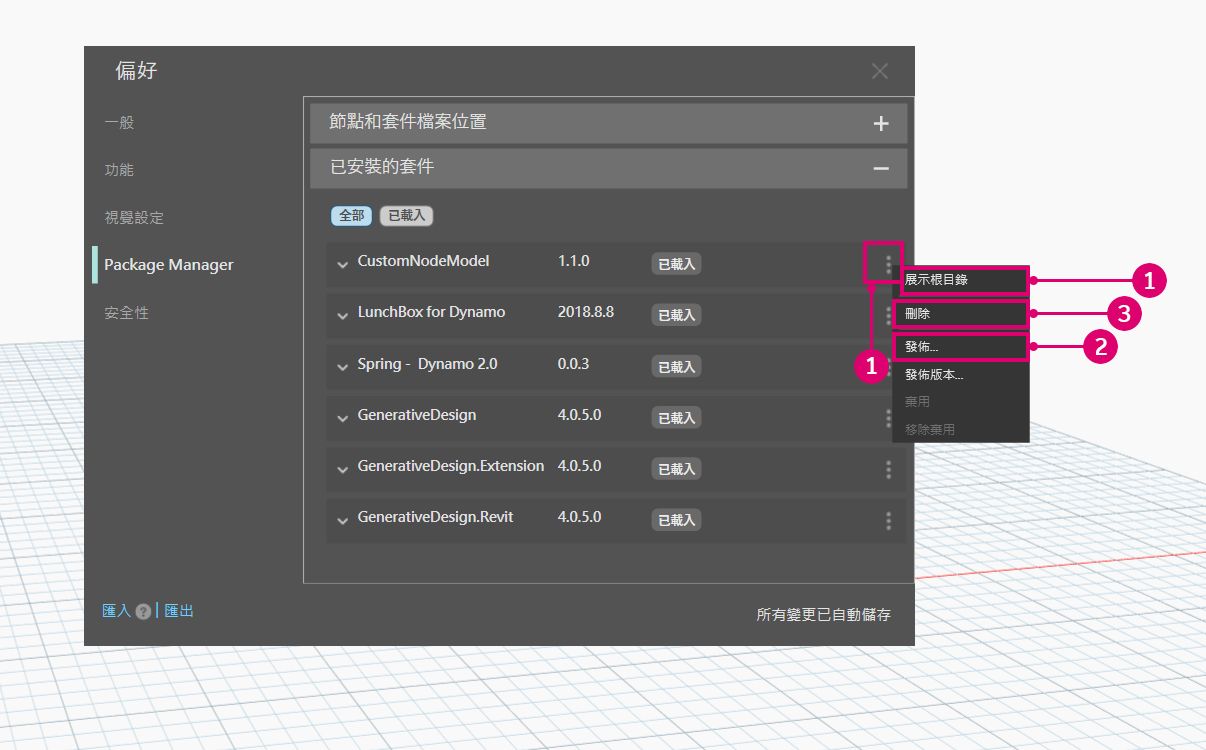 偏好
一般
功能
視覺設定
Package Manager
安全性
節點和套件檔案位置
已安裝的套件
全部 已載入
CustomNodeModel 1.1.0 已載入
LunchBox for Dynamo 2018.8.8 已載入
Spring - Dynamo 2.0 0.0.3 已載入
GenerativeDesign 4.0.5.0 已載入
GenerativeDesign.Extension 4.0.5.0 已載入
GenerativeDesign.Revit 4.0.5.0 已載入
展示根目錄 1
刪除 3
發佈... 2
發佈版本...
棄用
移除棄用
1
匯入 ? | 匯出
所有變更已自動儲存